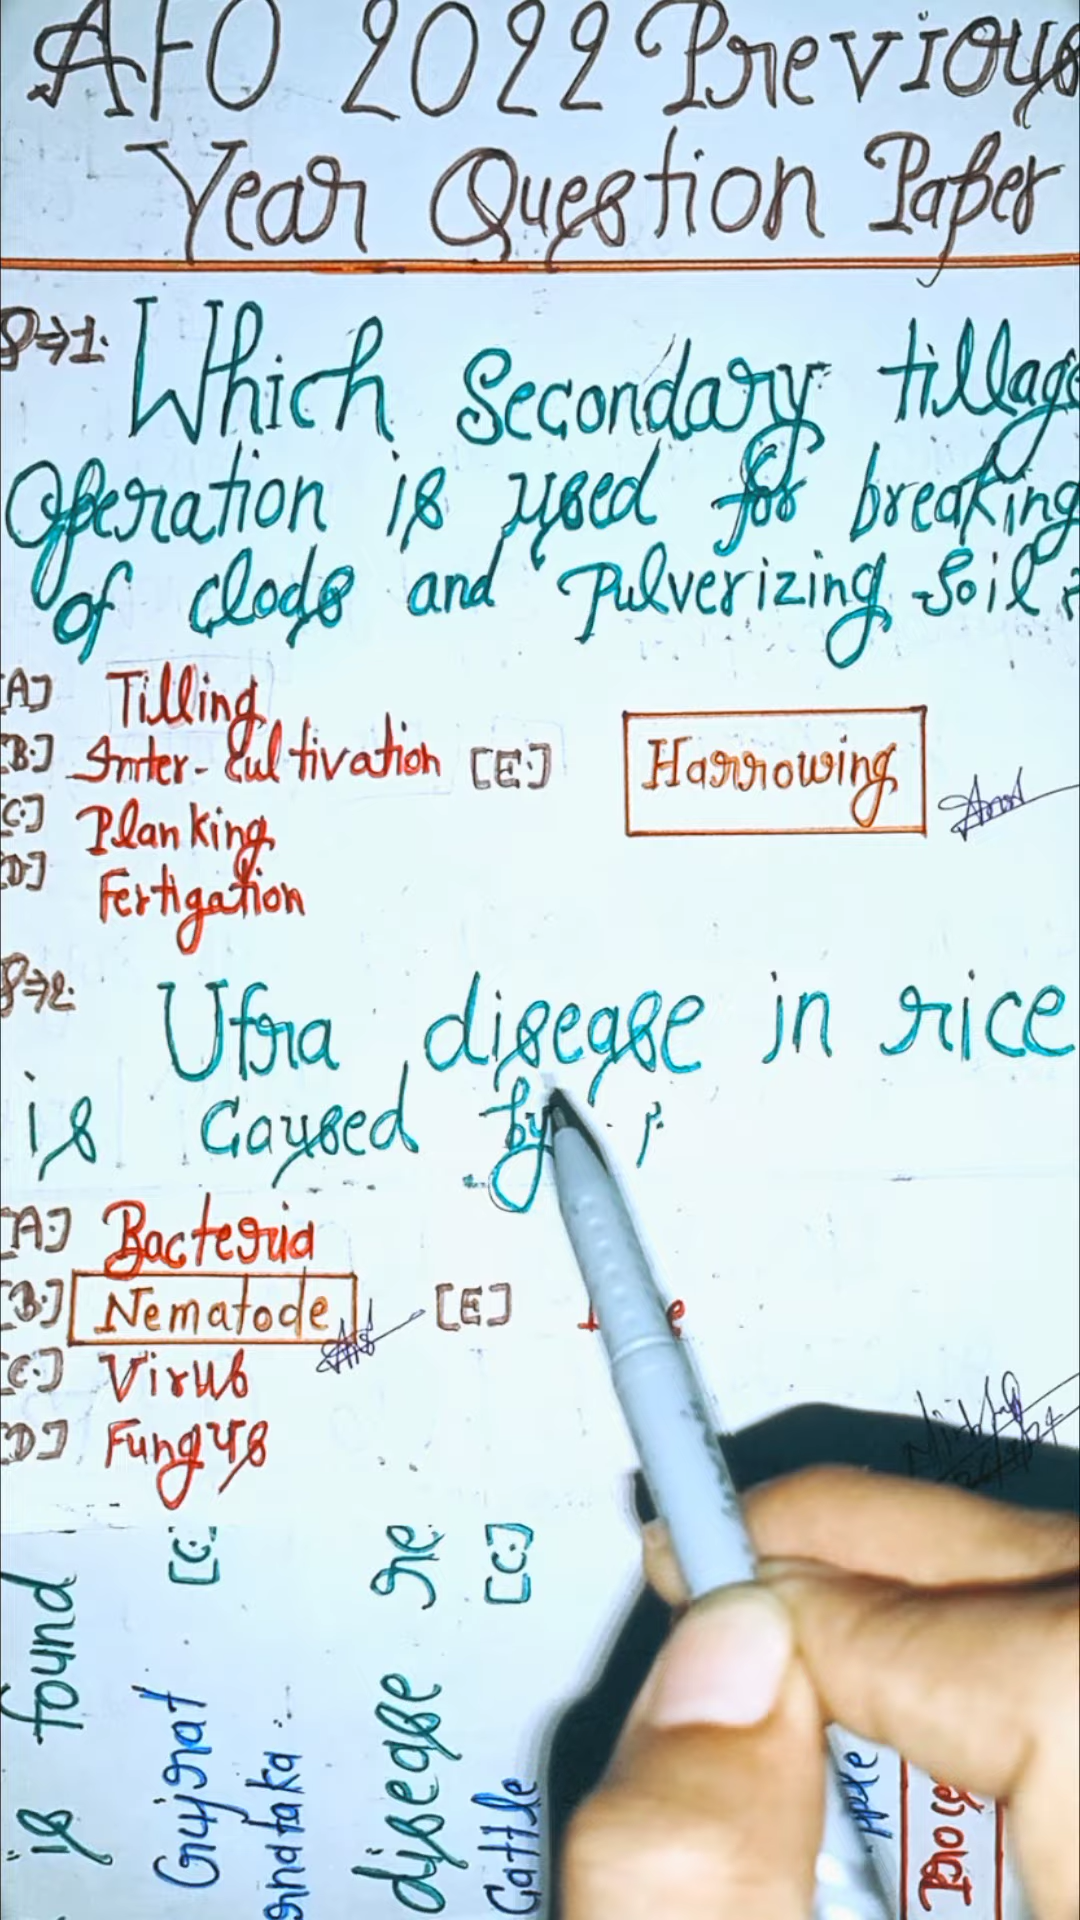 AFO 2022 Previous
Year Question Paper
Q⇒1. Which Secondary tillage
Operation is used for breaking
of clods and Pulverizing Soil?
[A] Tilling
[B.] Inter-Cultivation [E.] Harrowing
[C.] Planking
[D.] Fertigation
Q⇒2. Ufra disease in rice
is Caused by
[A.] Bacteria
[B.] Nematode [E]
[C.] Virus
[D] Fungus
is found
[C.]
Gujrat
disease
[C.]
Cattle